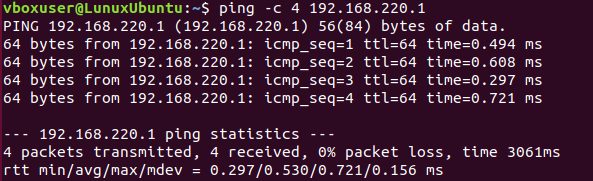 vboxuser@LunuxUbuntu:~$ ping -c 4 192.168.220.1
PING 192.168.220.1 (192.168.220.1) 56(84) bytes of data.
64 bytes from 192.168.220.1: icmp_seq=1 ttl=64 time=0.494 ms
64 bytes from 192.168.220.1: icmp_seq=2 ttl=64 time=0.608 ms
64 bytes from 192.168.220.1: icmp_seq=3 ttl=64 time=0.297 ms
64 bytes from 192.168.220.1: icmp_seq=4 ttl=64 time=0.721 ms

--- 192.168.220.1 ping statistics ---
4 packets transmitted, 4 received, 0% packet loss, time 3061ms
rtt min/avg/max/mdev = 0.297/0.530/0.721/0.156 ms